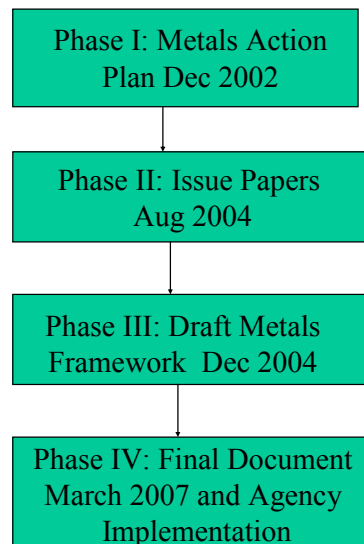 Phase I: Metals Action
Plan Dec 2002
Phase II: Issue Papers
Aug 2004
Phase III: Draft Metals
Framework Dec 2004
Phase IV: Final Document
March 2007 and Agency
Implementation